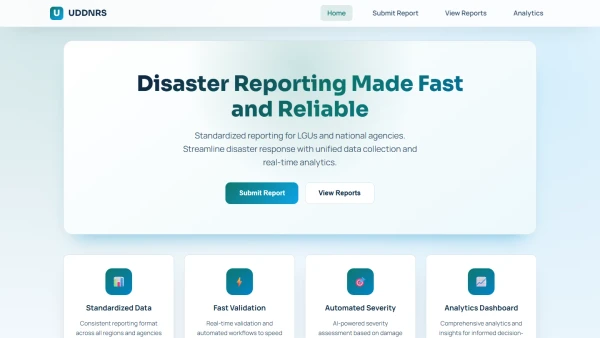 U UDDNRS
Home Submit Report View Reports Analytics
Disaster Reporting Made Fast
and Reliable
Standardized reporting for LGUs and national agencies.
Streamline disaster response with unified data collection and
real-time analytics.
Submit Report View Reports
Standardized Data
Consistent reporting format
across all regions and agencies
Fast Validation
Real-time validation and
automated workflows to speed
Automated Severity
AI-powered severity
assessment based on damage
Analytics Dashboard
Comprehensive analytics and
insights for informed decision-